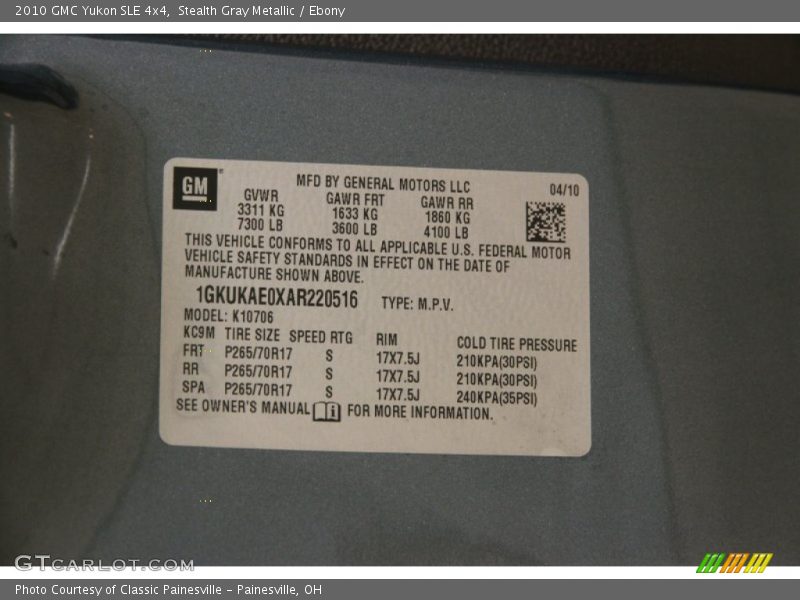 2010 GMC Yukon SLE 4x4, Stealth Gray Metallic / Ebony
GM
MFD BY GENERAL MOTORS LLC 04/10
GVWR GAWR FRT GAWR RR
3311 KG 1633 KG 1860 KG
7300 LB 3600 LB 4100 LB
THIS VEHICLE CONFORMS TO ALL APPLICABLE U.S. FEDERAL MOTOR
VEHICLE SAFETY STANDARDS IN EFFECT ON THE DATE OF
MANUFACTURE SHOWN ABOVE.
1GKUKAE0XAR220516 TYPE: M.P.V.
MODEL: K10706
KC9M TIRE SIZE SPEED RTG RIM COLD TIRE PRESSURE
FRT P265/70R17 S 17X7.5J 210KPA(30PSI)
RR P265/70R17 S 17X7.5J 210KPA(30PSI)
SPA P265/70R17 S 17X7.5J 240KPA(35PSI)
SEE OWNER'S MANUAL i FOR MORE INFORMATION.
GTCARLOT.COM
Photo Courtesy of Classic Painesville – Painesville, OH